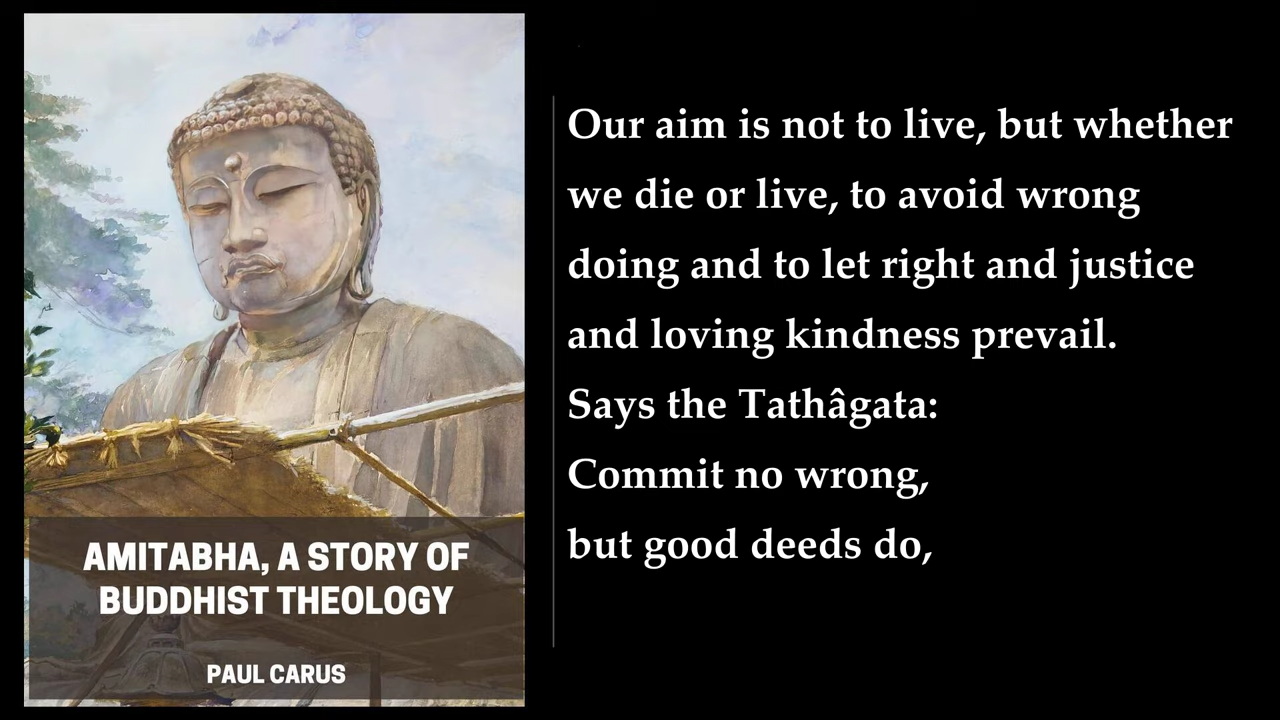 AMITABHA, A STORY OF
BUDDHIST THEOLOGY
PAUL CARUS
Our aim is not to live, but whether
we die or live, to avoid wrong
doing and to let right and justice
and loving kindness prevail.
Says the Tathâgata:
Commit no wrong,
but good deeds do,